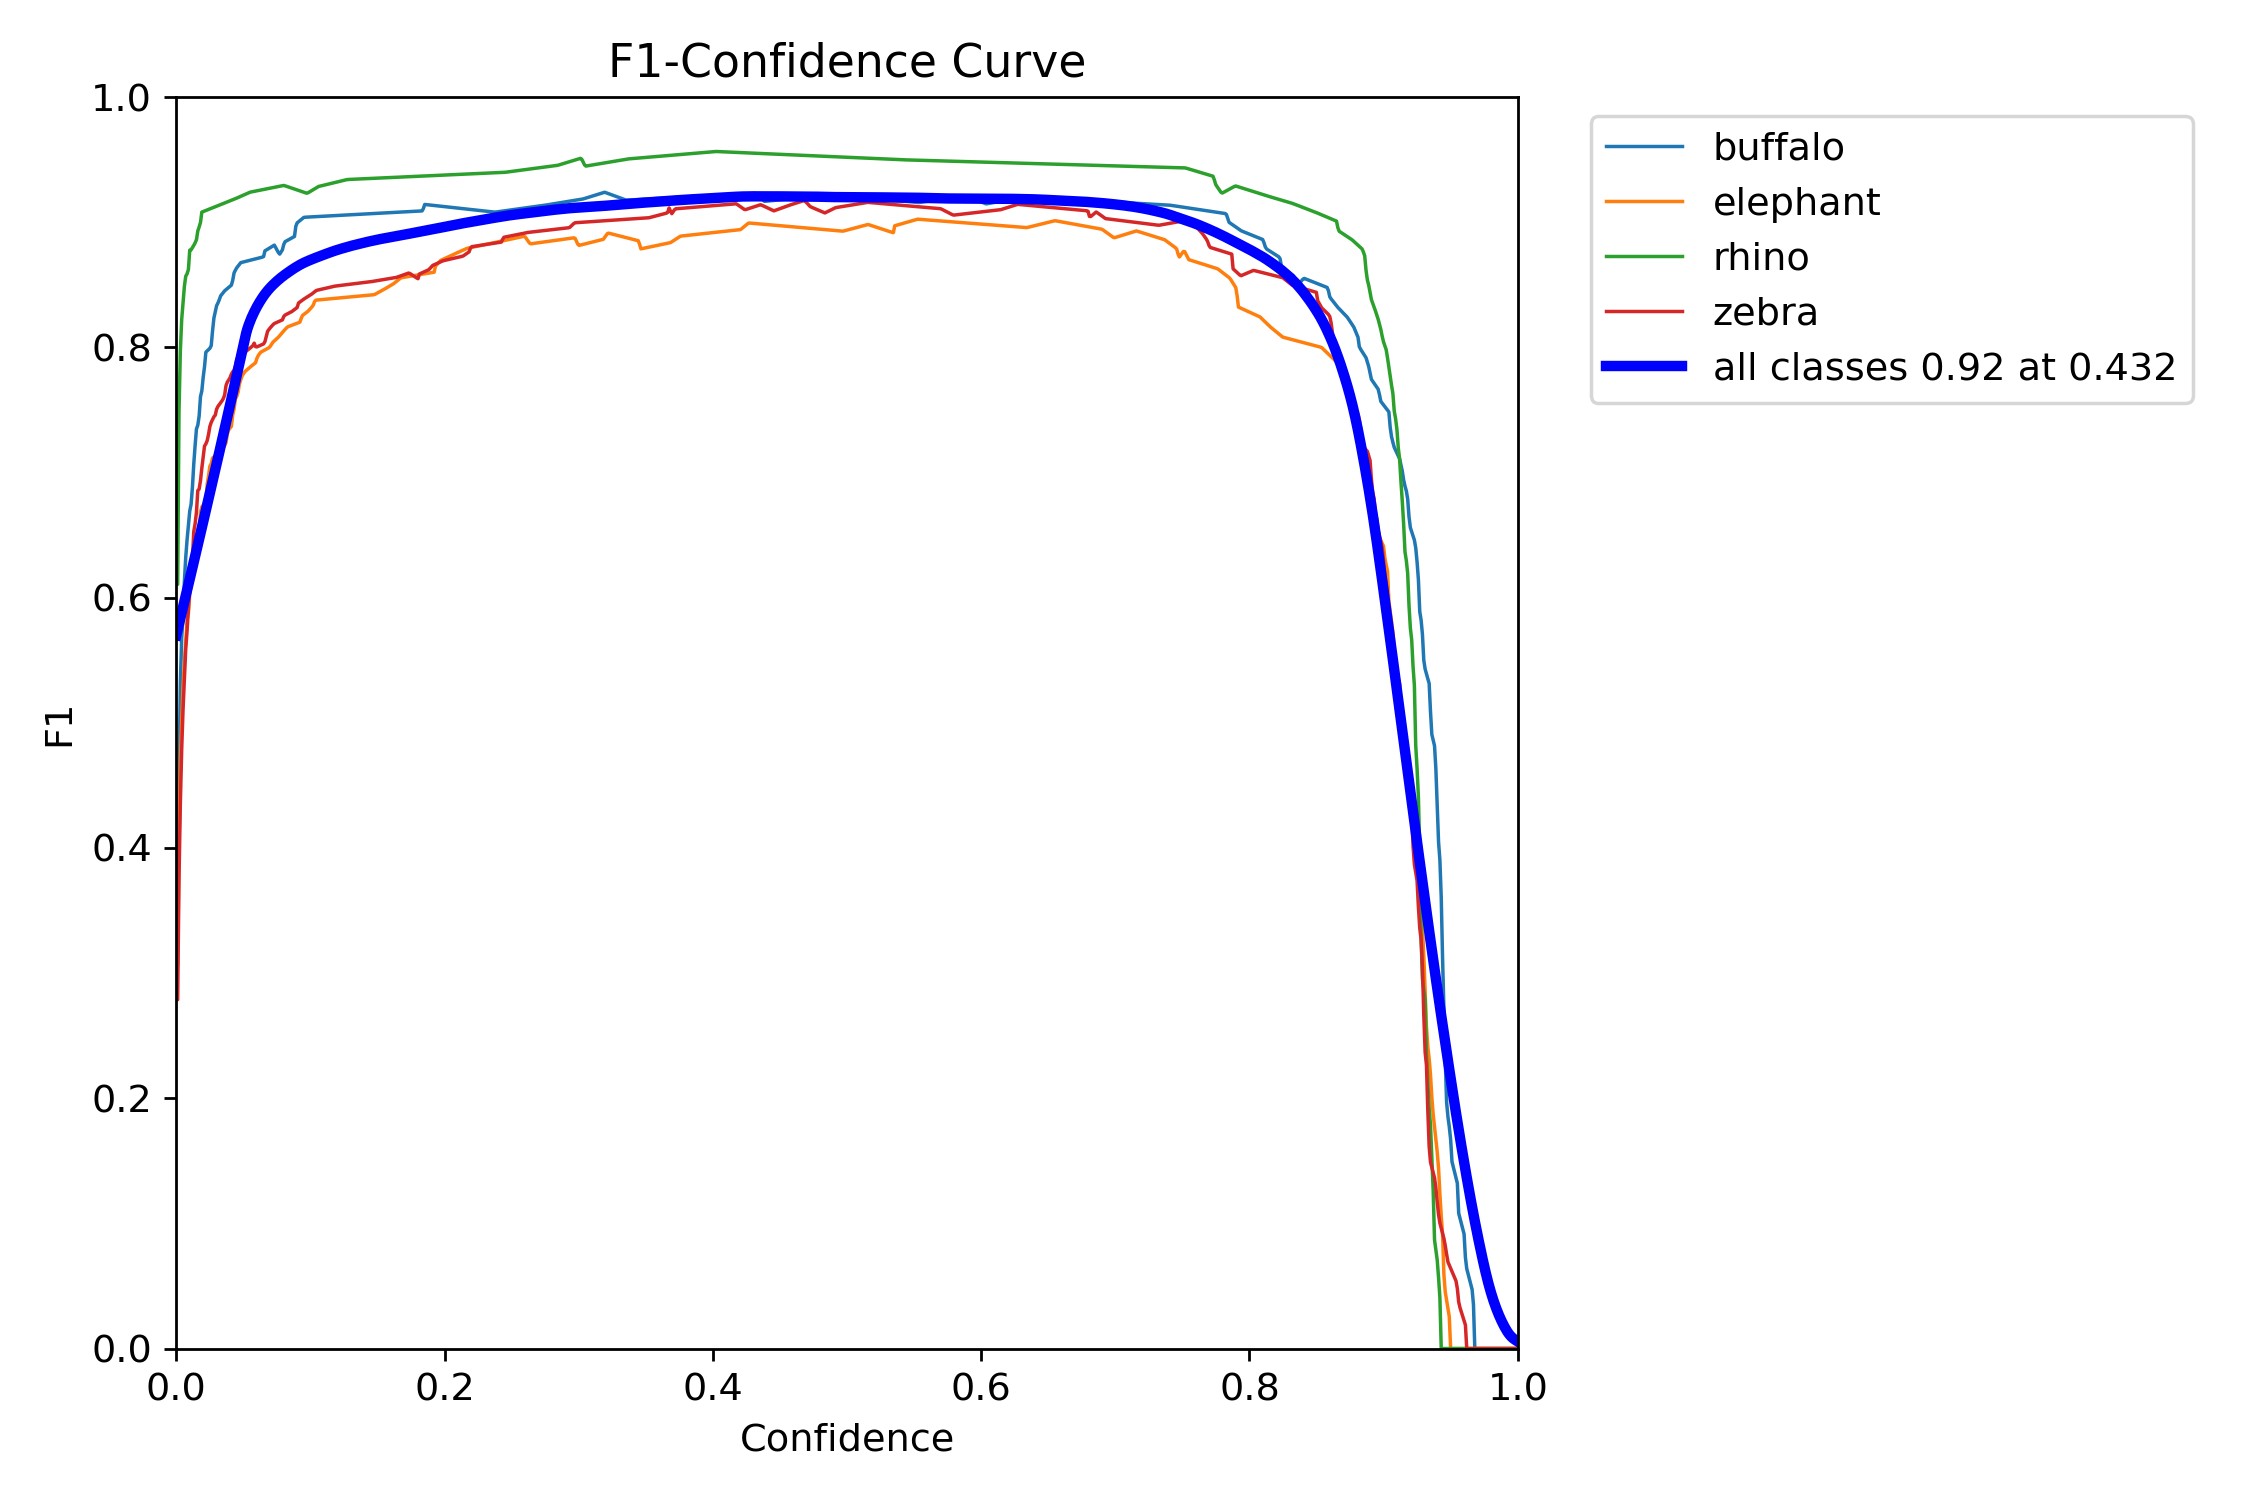 F1-Confidence Curve
1.0
0.8
0.6
0.4
0.2
0.0
F1
0.0 0.2 0.4 0.6 0.8 1.0
Confidence
buffalo
elephant
rhino
zebra
all classes 0.92 at 0.432